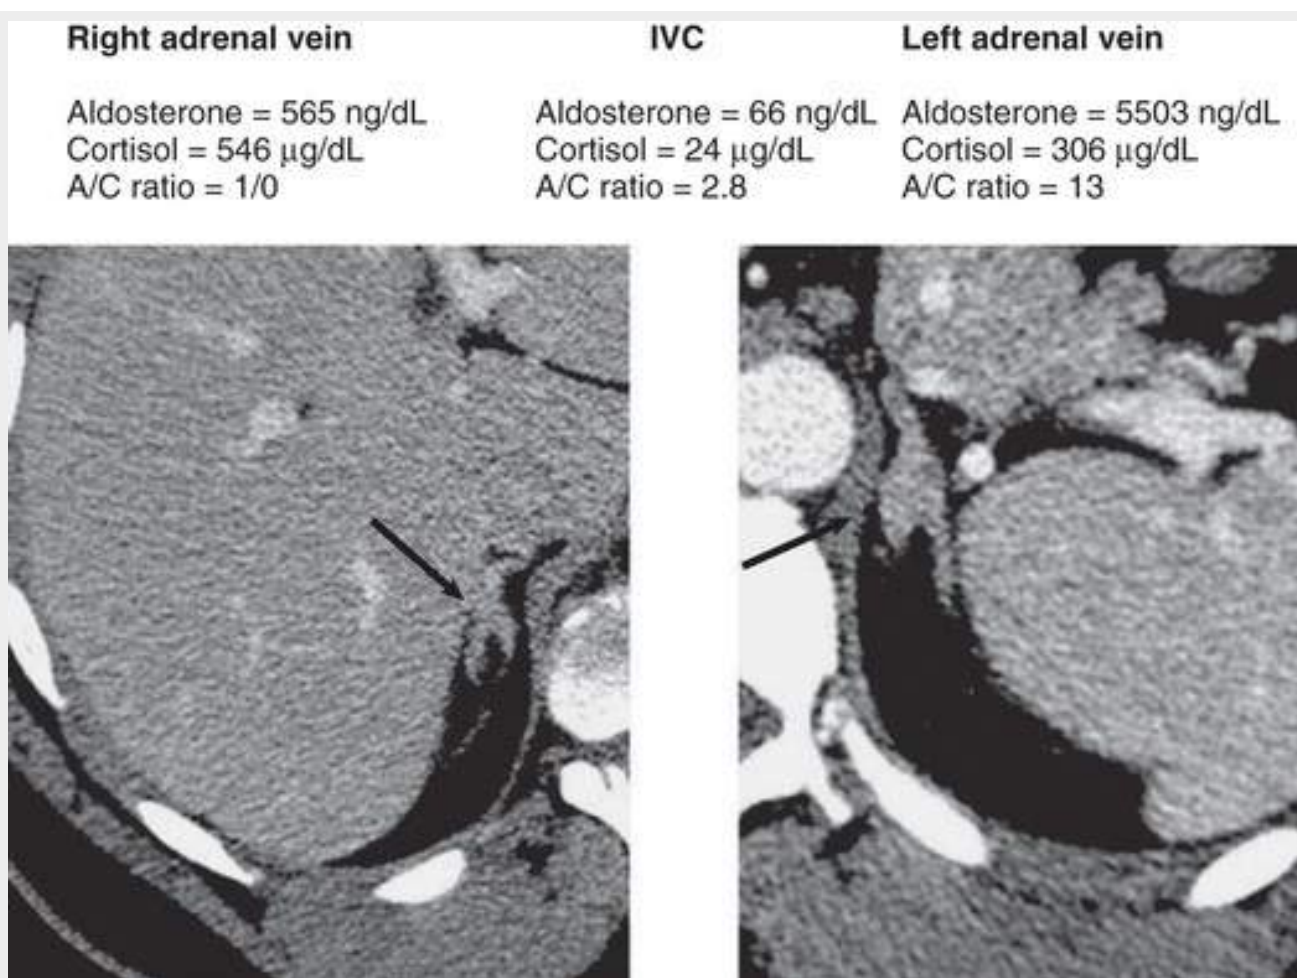 Right adrenal vein
Aldosterone = 565 ng/dL
Cortisol = 546 μg/dL
A/C ratio = 1/0
IVC
Aldosterone = 66 ng/dL
Cortisol = 24 μg/dL
A/C ratio = 2.8
Left adrenal vein
Aldosterone = 5503 ng/dL
Cortisol = 306 μg/dL
A/C ratio = 13